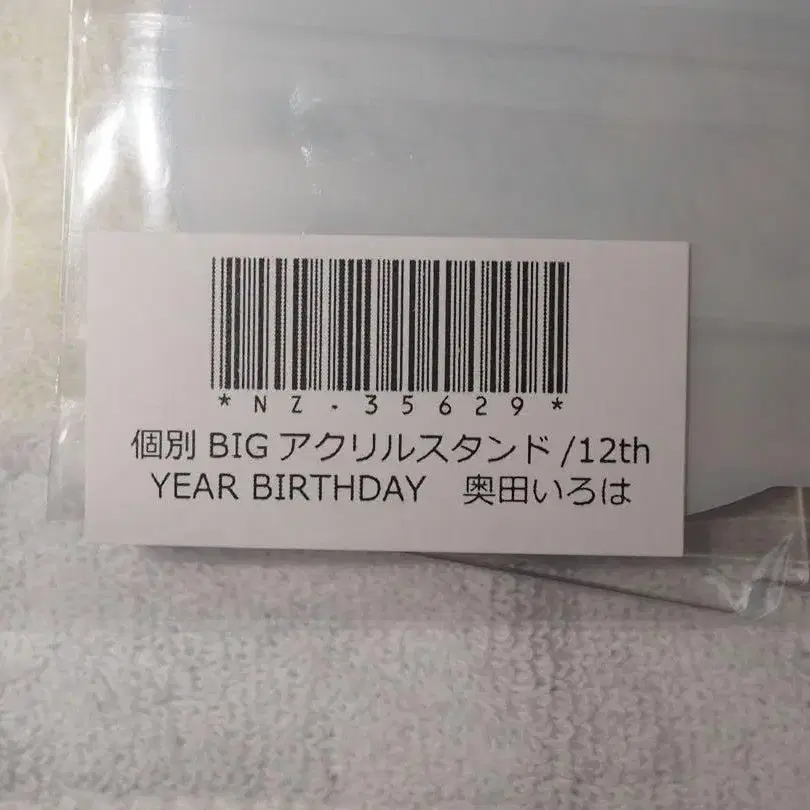 *NZ-35629*
個別 BIG アクリルスタンド /12th
YEAR BIRTHDAY　奥田いろは